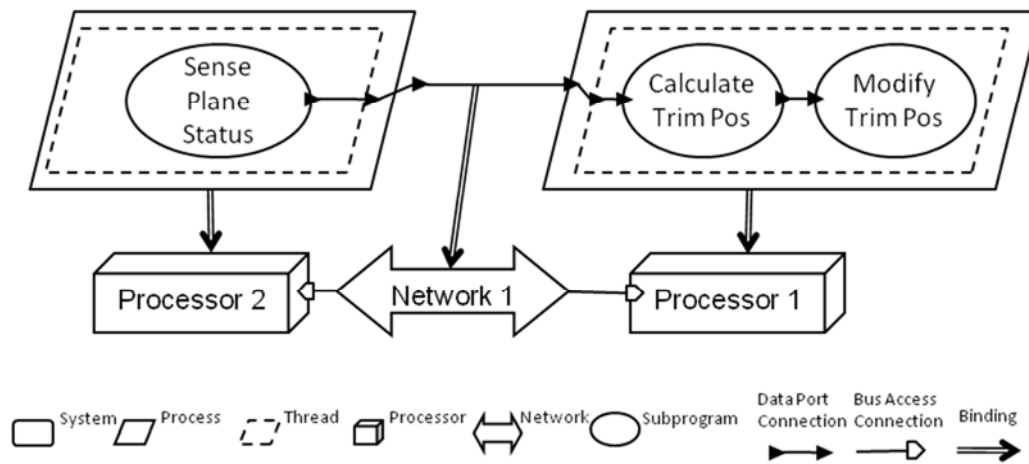 Sense
Plane
Status
Calculate
Trim Pos
Modify
Trim Pos
Processor 2
Network 1
Processor 1
System
Process
Thread
Processor
Network
Subprogram
Data Port
Connection
Bus Access
Connection
Binding